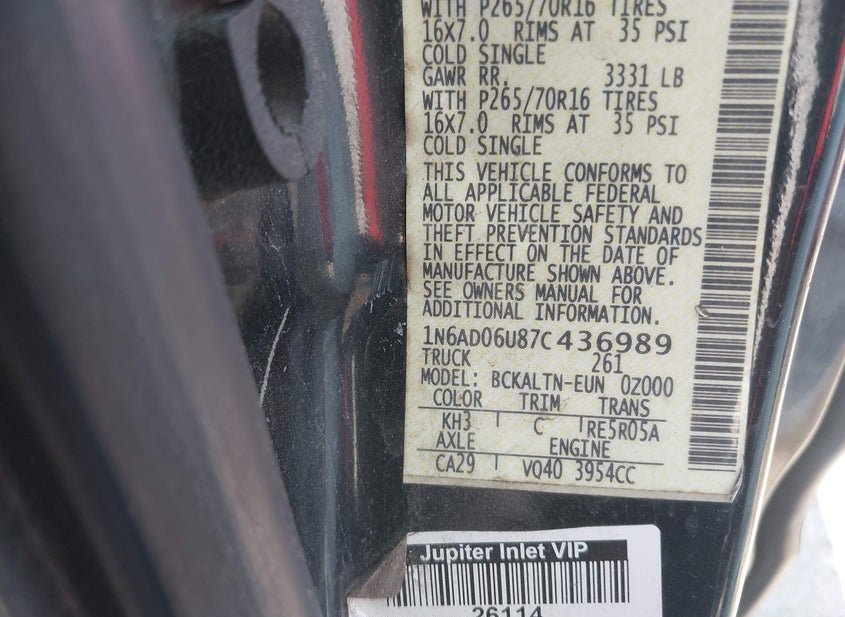 WITH P265/70R16 TIRES
16X7.0 RIMS AT 35 PSI
COLD SINGLE
GAWR RR. 3331 LB
WITH P265/70R16 TIRES
16X7.0 RIMS AT 35 PSI
COLD SINGLE
THIS VEHICLE CONFORMS TO
ALL APPLICABLE FEDERAL
MOTOR VEHICLE SAFETY AND
THEFT PREVENTION STANDARDS
IN EFFECT ON THE DATE OF
MANUFACTURE SHOWN ABOVE.
SEE OWNERS MANUAL FOR
ADDITIONAL INFORMATION.
1N6AD06U87C436989
TRUCK 261
MODEL: BCKALTN-EUN 0Z000
COLOR TRIM TRANS
KH3 C RE5R05A
AXLE ENGINE
CA29 VQ40 3954CC
Jupiter Inlet VIP
26114